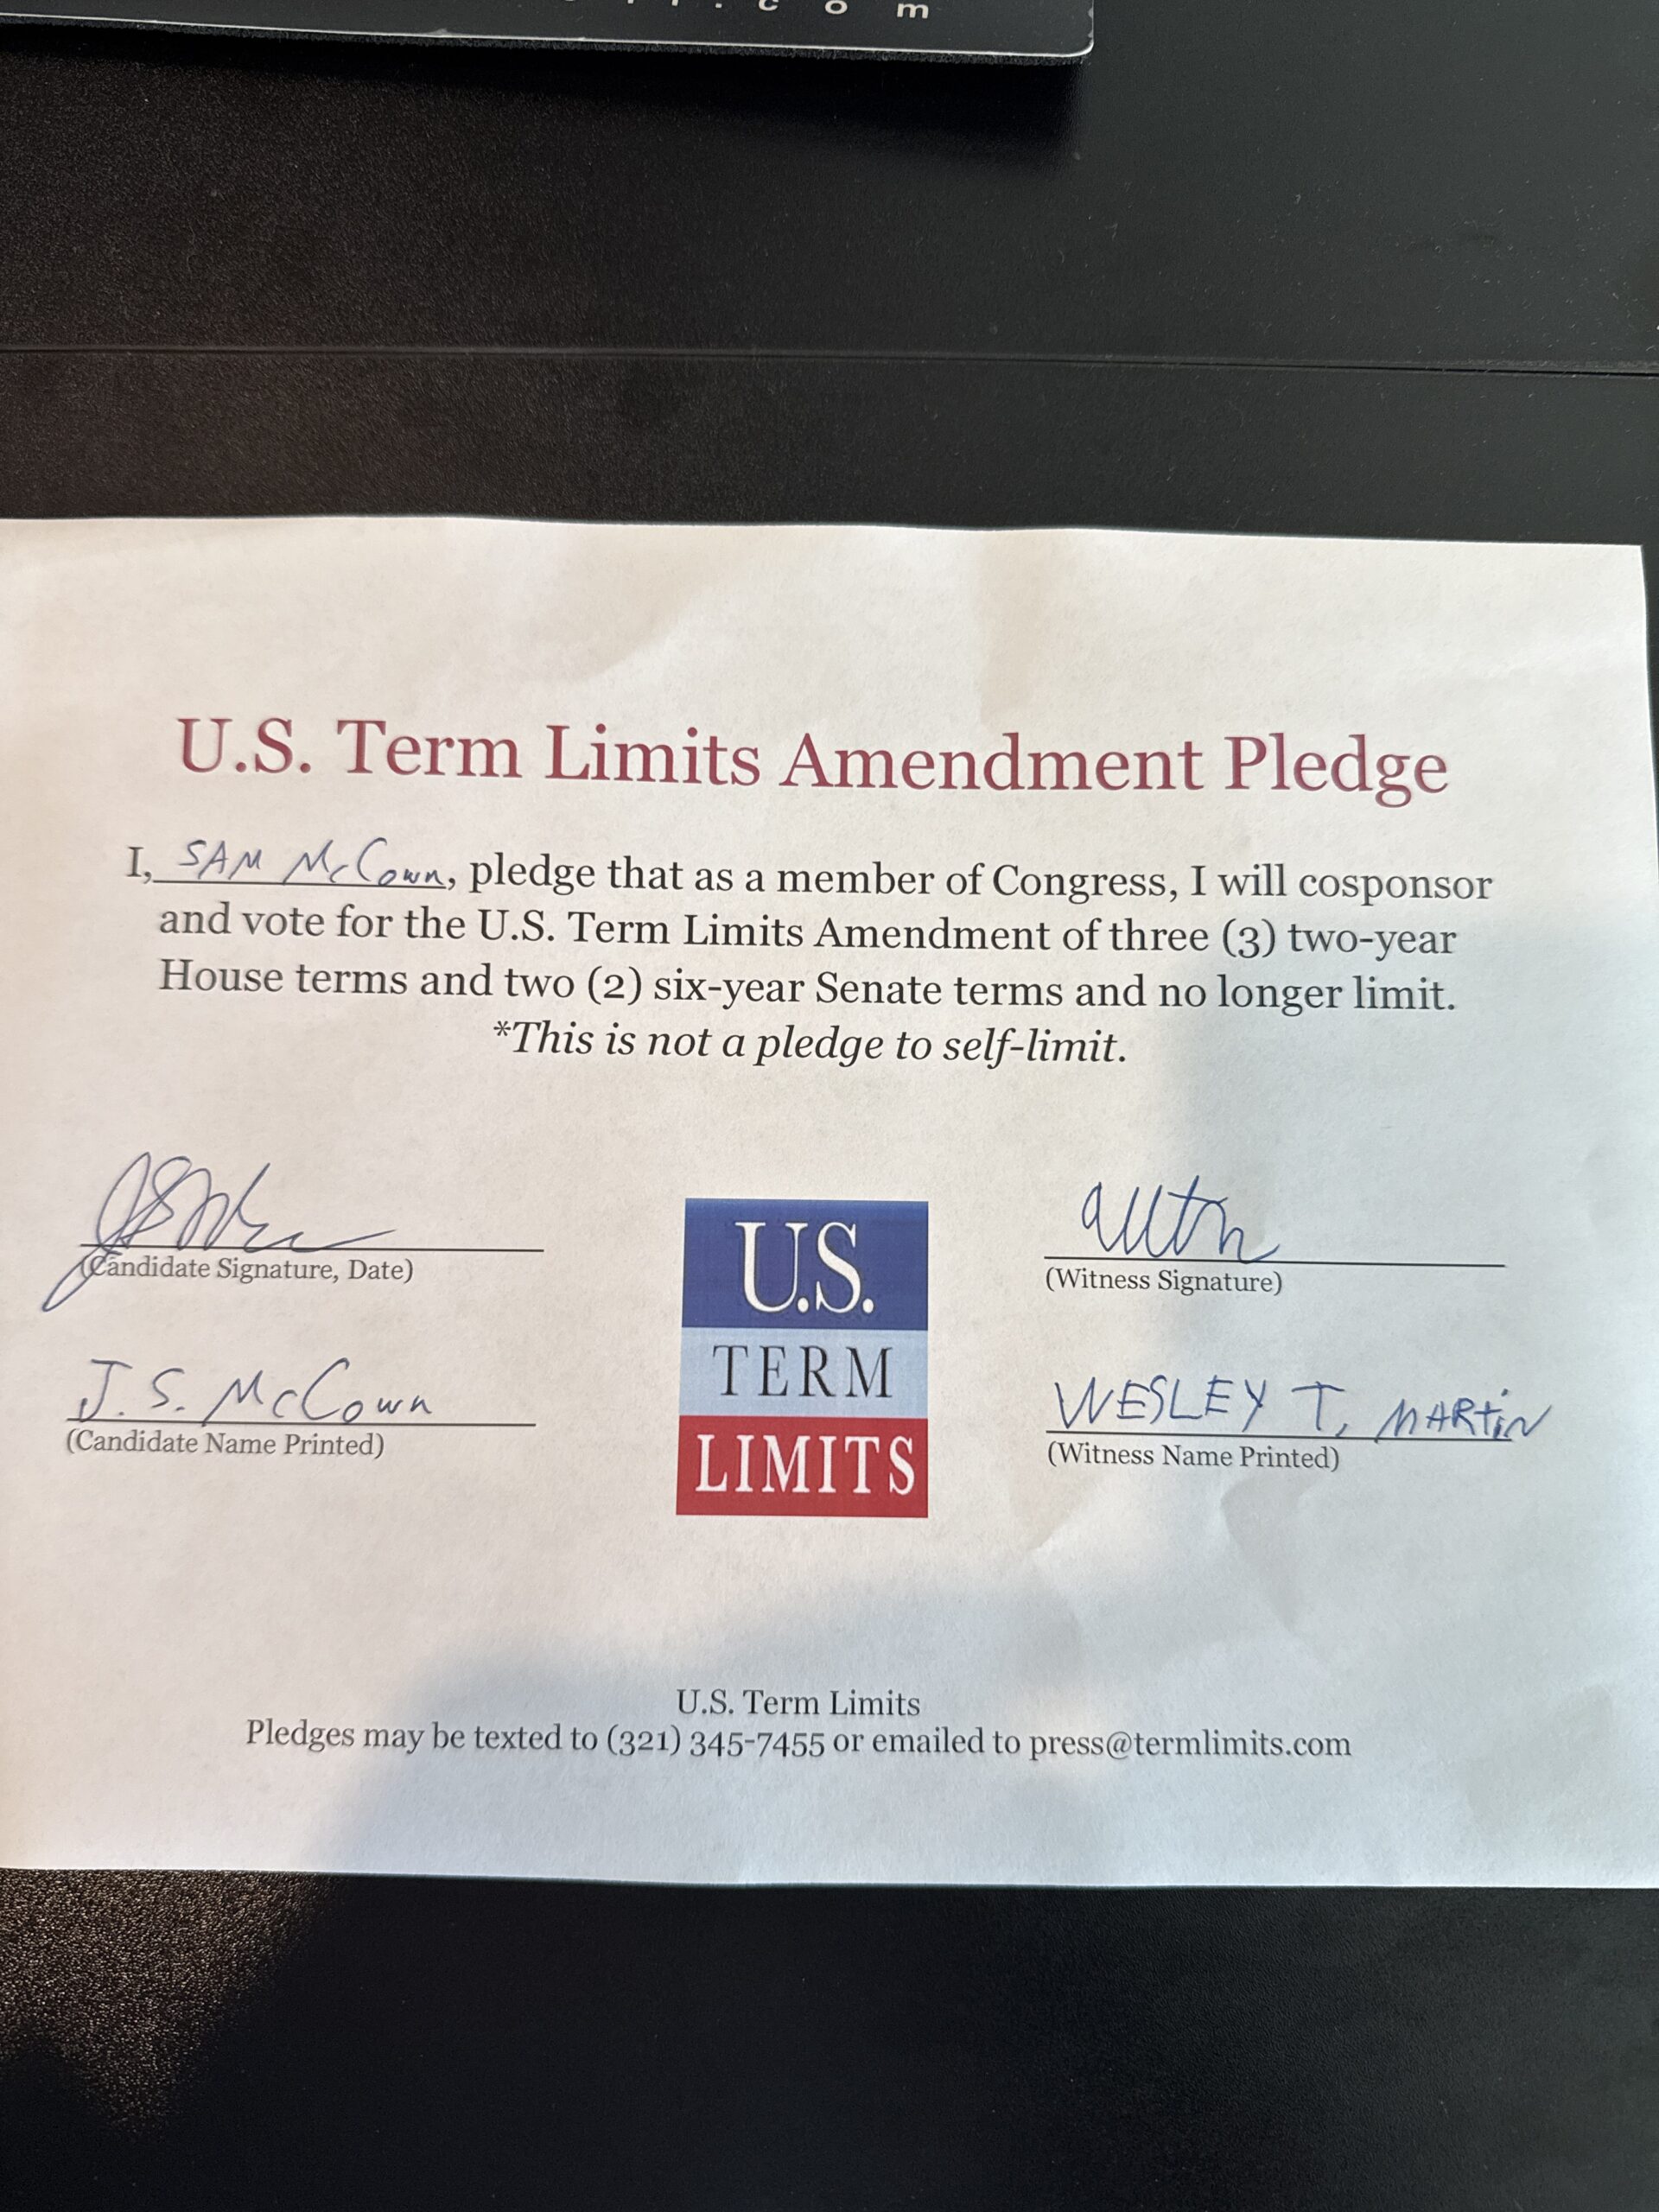 U.S. Term Limits Amendment Pledge
I, SAM McCown, pledge that as a member of Congress, I will cosponsor
and vote for the U.S. Term Limits Amendment of three (3) two-year
House terms and two (2) six-year Senate terms and no longer limit.
*This is not a pledge to self-limit.
(Candidate Signature, Date)
J. S. McCown
(Candidate Name Printed)
U.S.
TERM
LIMITS
(Witness Signature)
WESLEY T. MARTIN
(Witness Name Printed)
U.S. Term Limits
Pledges may be texted to (321) 345-7455 or emailed to press@termlimits.com